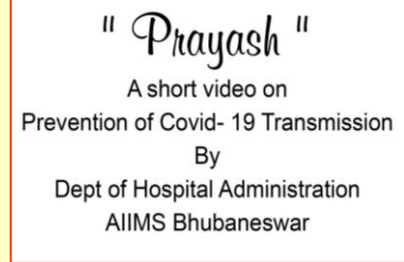 " Prayash "
A short video on
Prevention of Covid- 19 Transmission
By
Dept of Hospital Administration
AIIMS Bhubaneswar